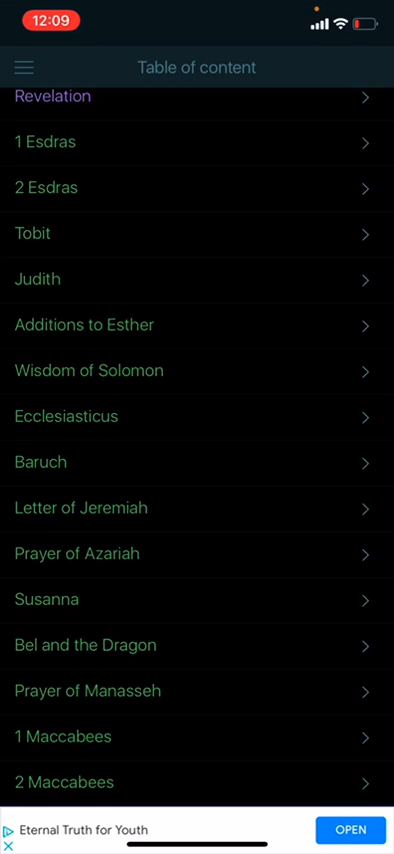 12:09
Table of content
Revelation
1 Esdras
2 Esdras
Tobit
Judith
Additions to Esther
Wisdom of Solomon
Ecclesiasticus
Baruch
Letter of Jeremiah
Prayer of Azariah
Susanna
Bel and the Dragon
Prayer of Manasseh
1 Maccabees
2 Maccabees
Eternal Truth for Youth
OPEN